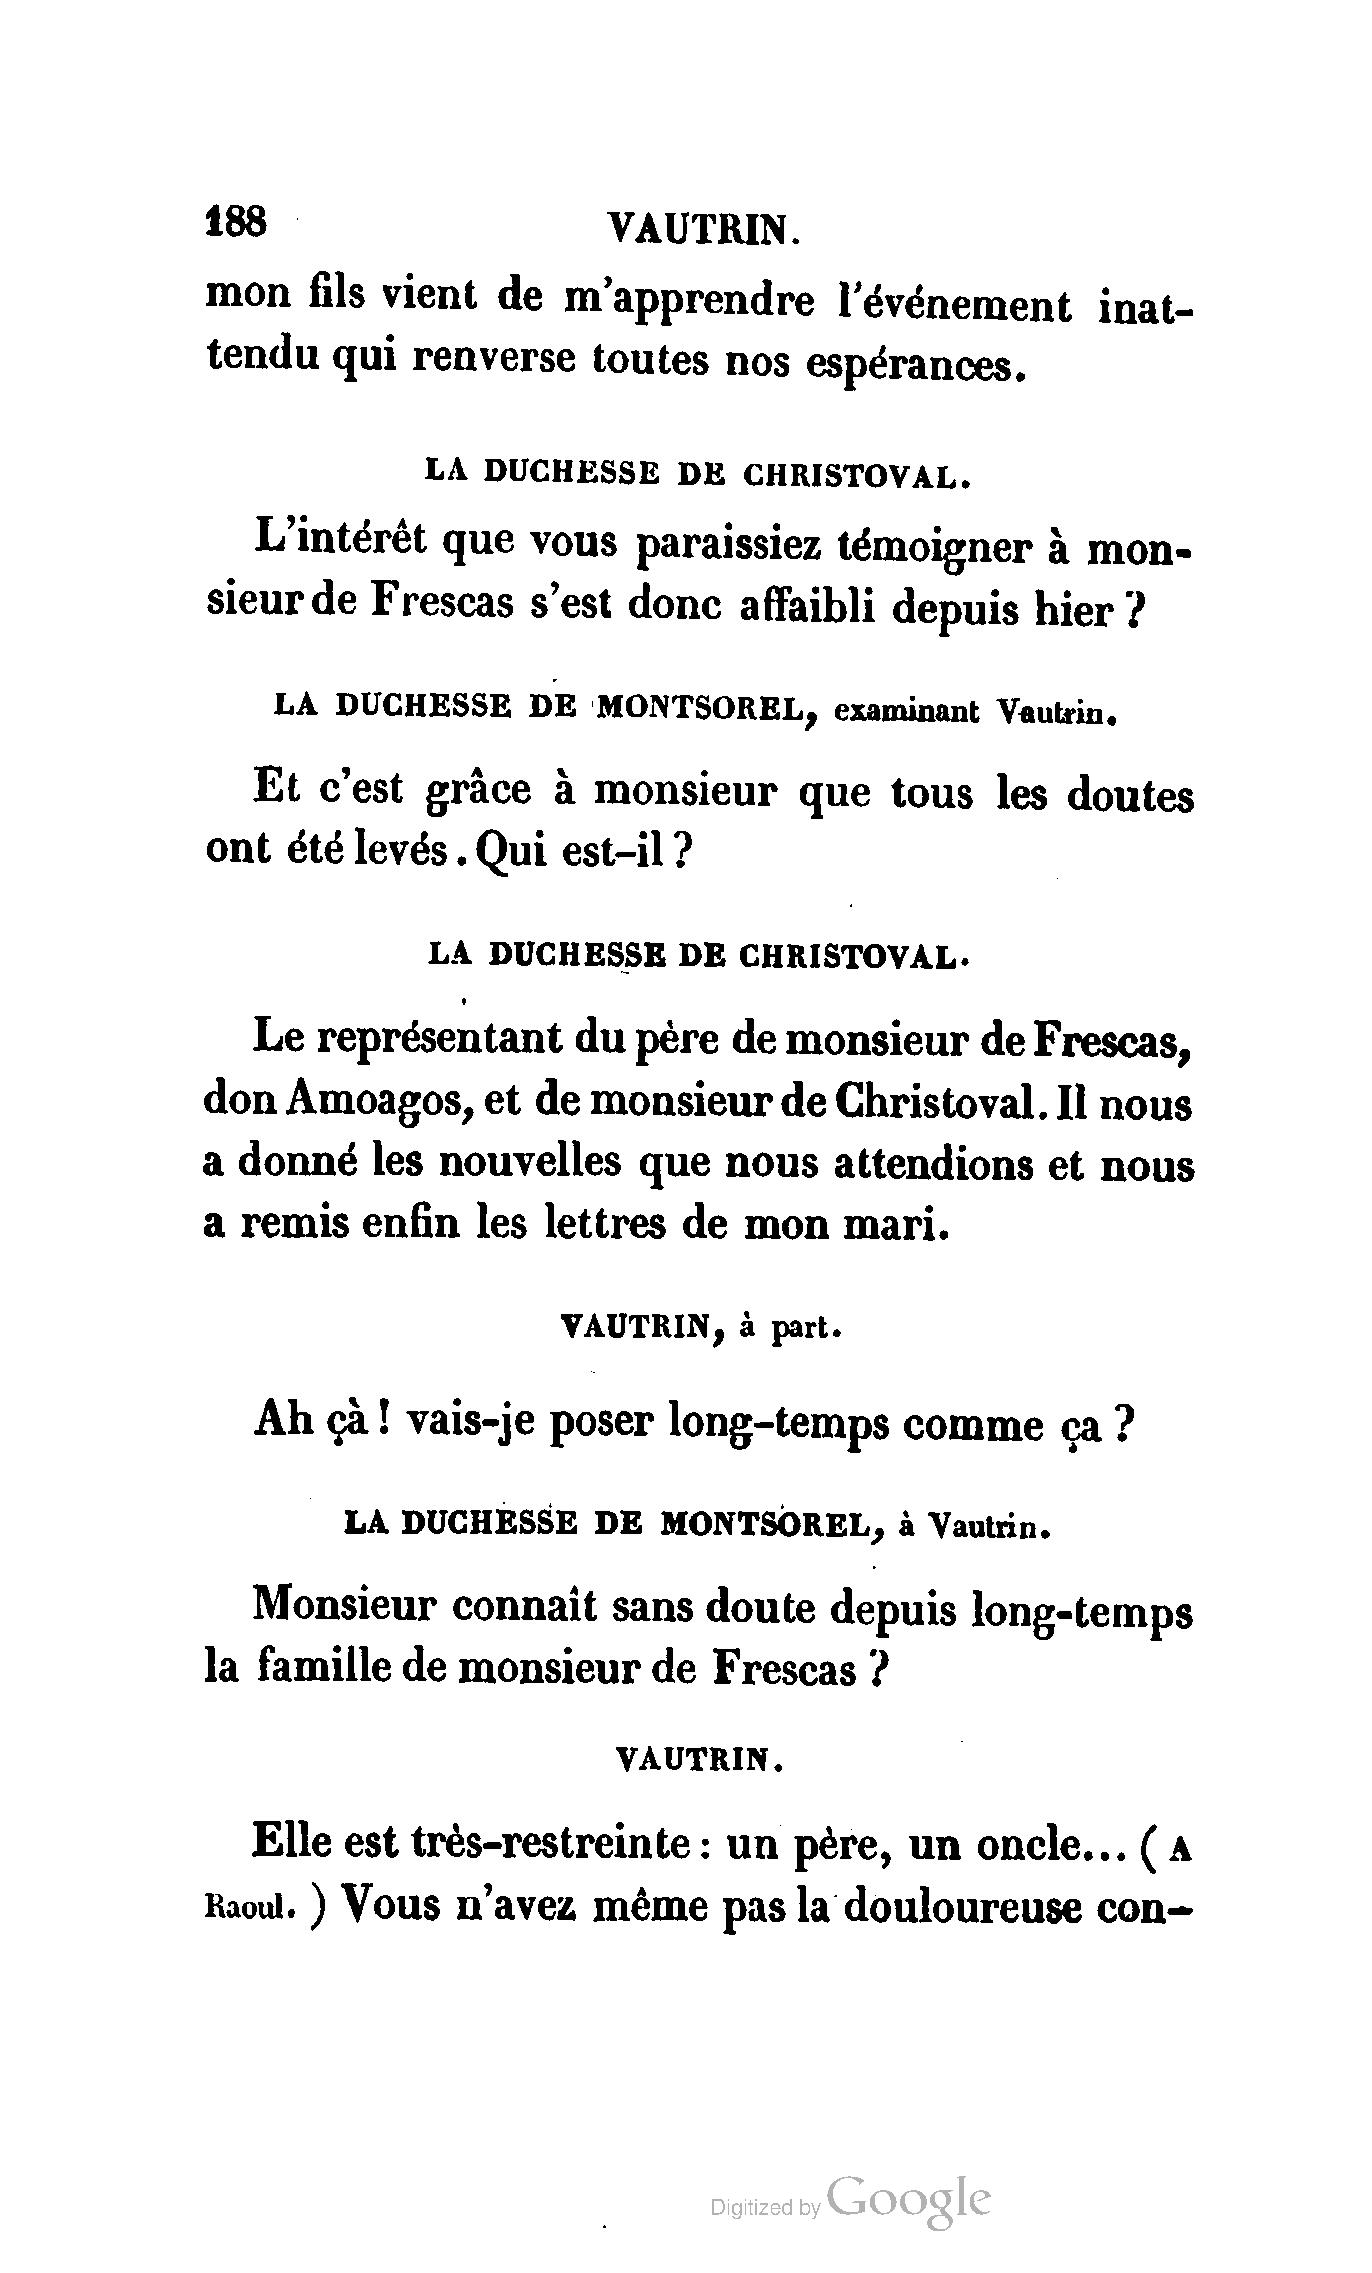 188 VAUTRIN.
mon fils vient de m'apprendre l'événement inat-
tendu qui renverse toutes nos espérances.
LA DUCHESSE DE CHRISTOVAL.
L'intérêt que vous paraissiez témoigner à mon-
sieur de Frescas s'est donc affaibli depuis hier ?
LA DUCHESSE DE MONTSOREL, examinant Vautrin.
Et c'est grâce à monsieur que tous les doutes
ont été levés. Qui est-il ?
LA DUCHESSE DE CHRISTOVAL.
Le représentant du père de monsieur de Frescas,
don Amoagos, et de monsieur de Christoval. Il nous
a donné les nouvelles que nous attendions et nous
a remis enfin les lettres de mon mari.
VAUTRIN, à part.
Ah çà ! vais-je poser long-temps comme ça ?
LA DUCHESSE DE MONTSOREL, à Vautrin.
Monsieur connaît sans doute depuis long-temps
la famille de monsieur de Frescas ?
VAUTRIN.
Elle est très-restreinte : un père, un oncle... ( A
Raoul. ) Vous n'avez même pas la douloureuse con-
Digitized by Google